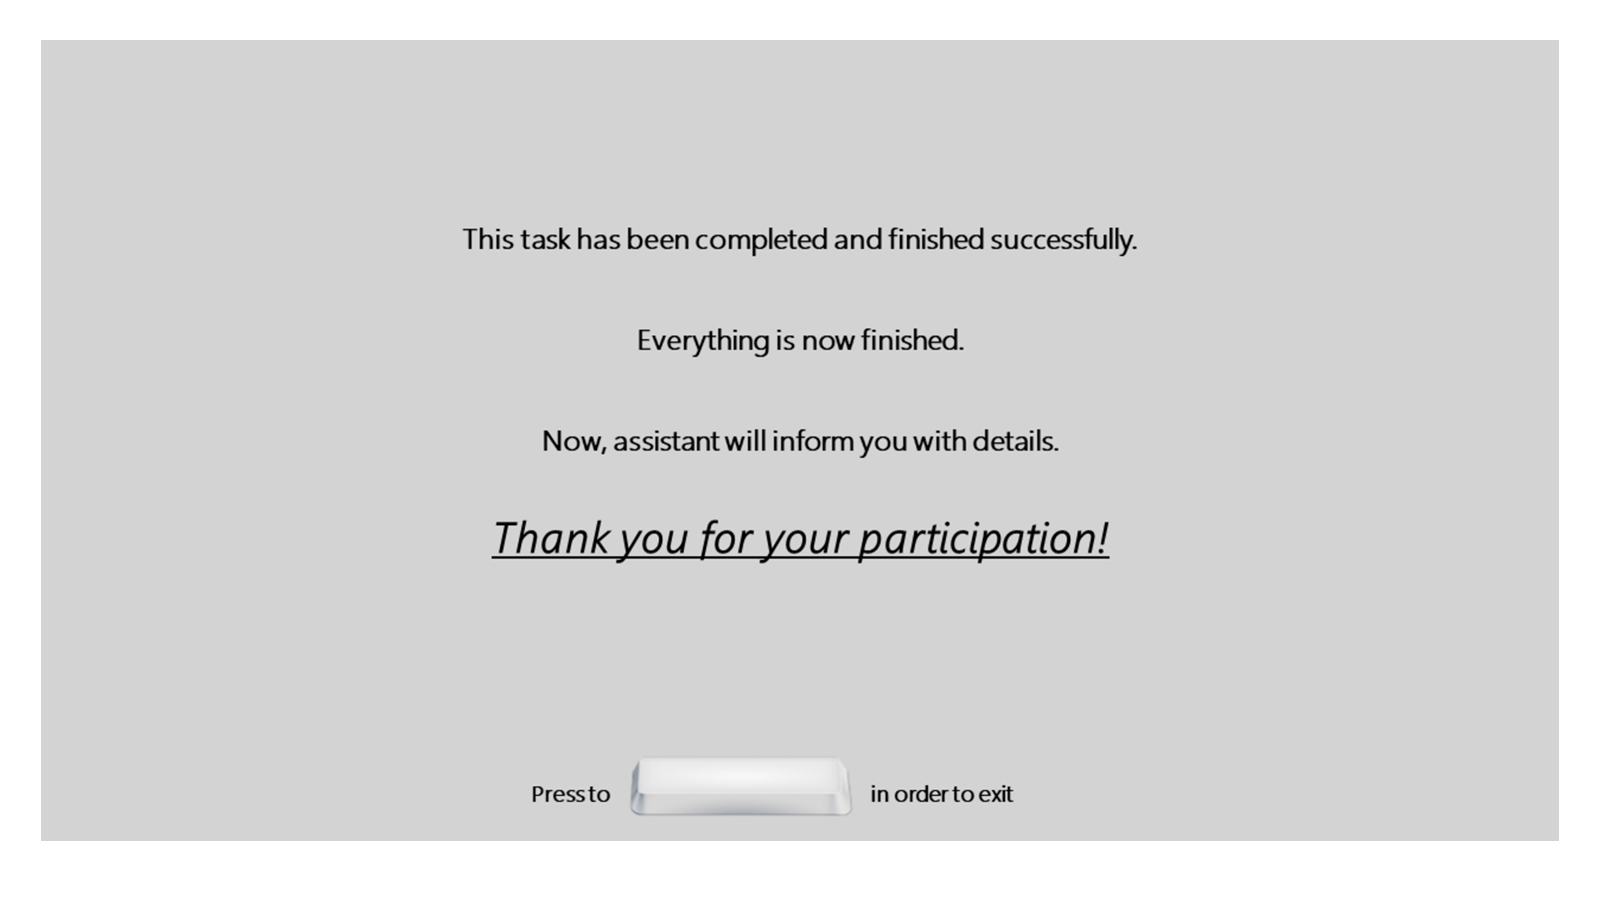 This task has been completed and finished successfully.
Everything is now finished.
Now, assistant will inform you with details.
Thank you for your participation!
Press to in order to exit